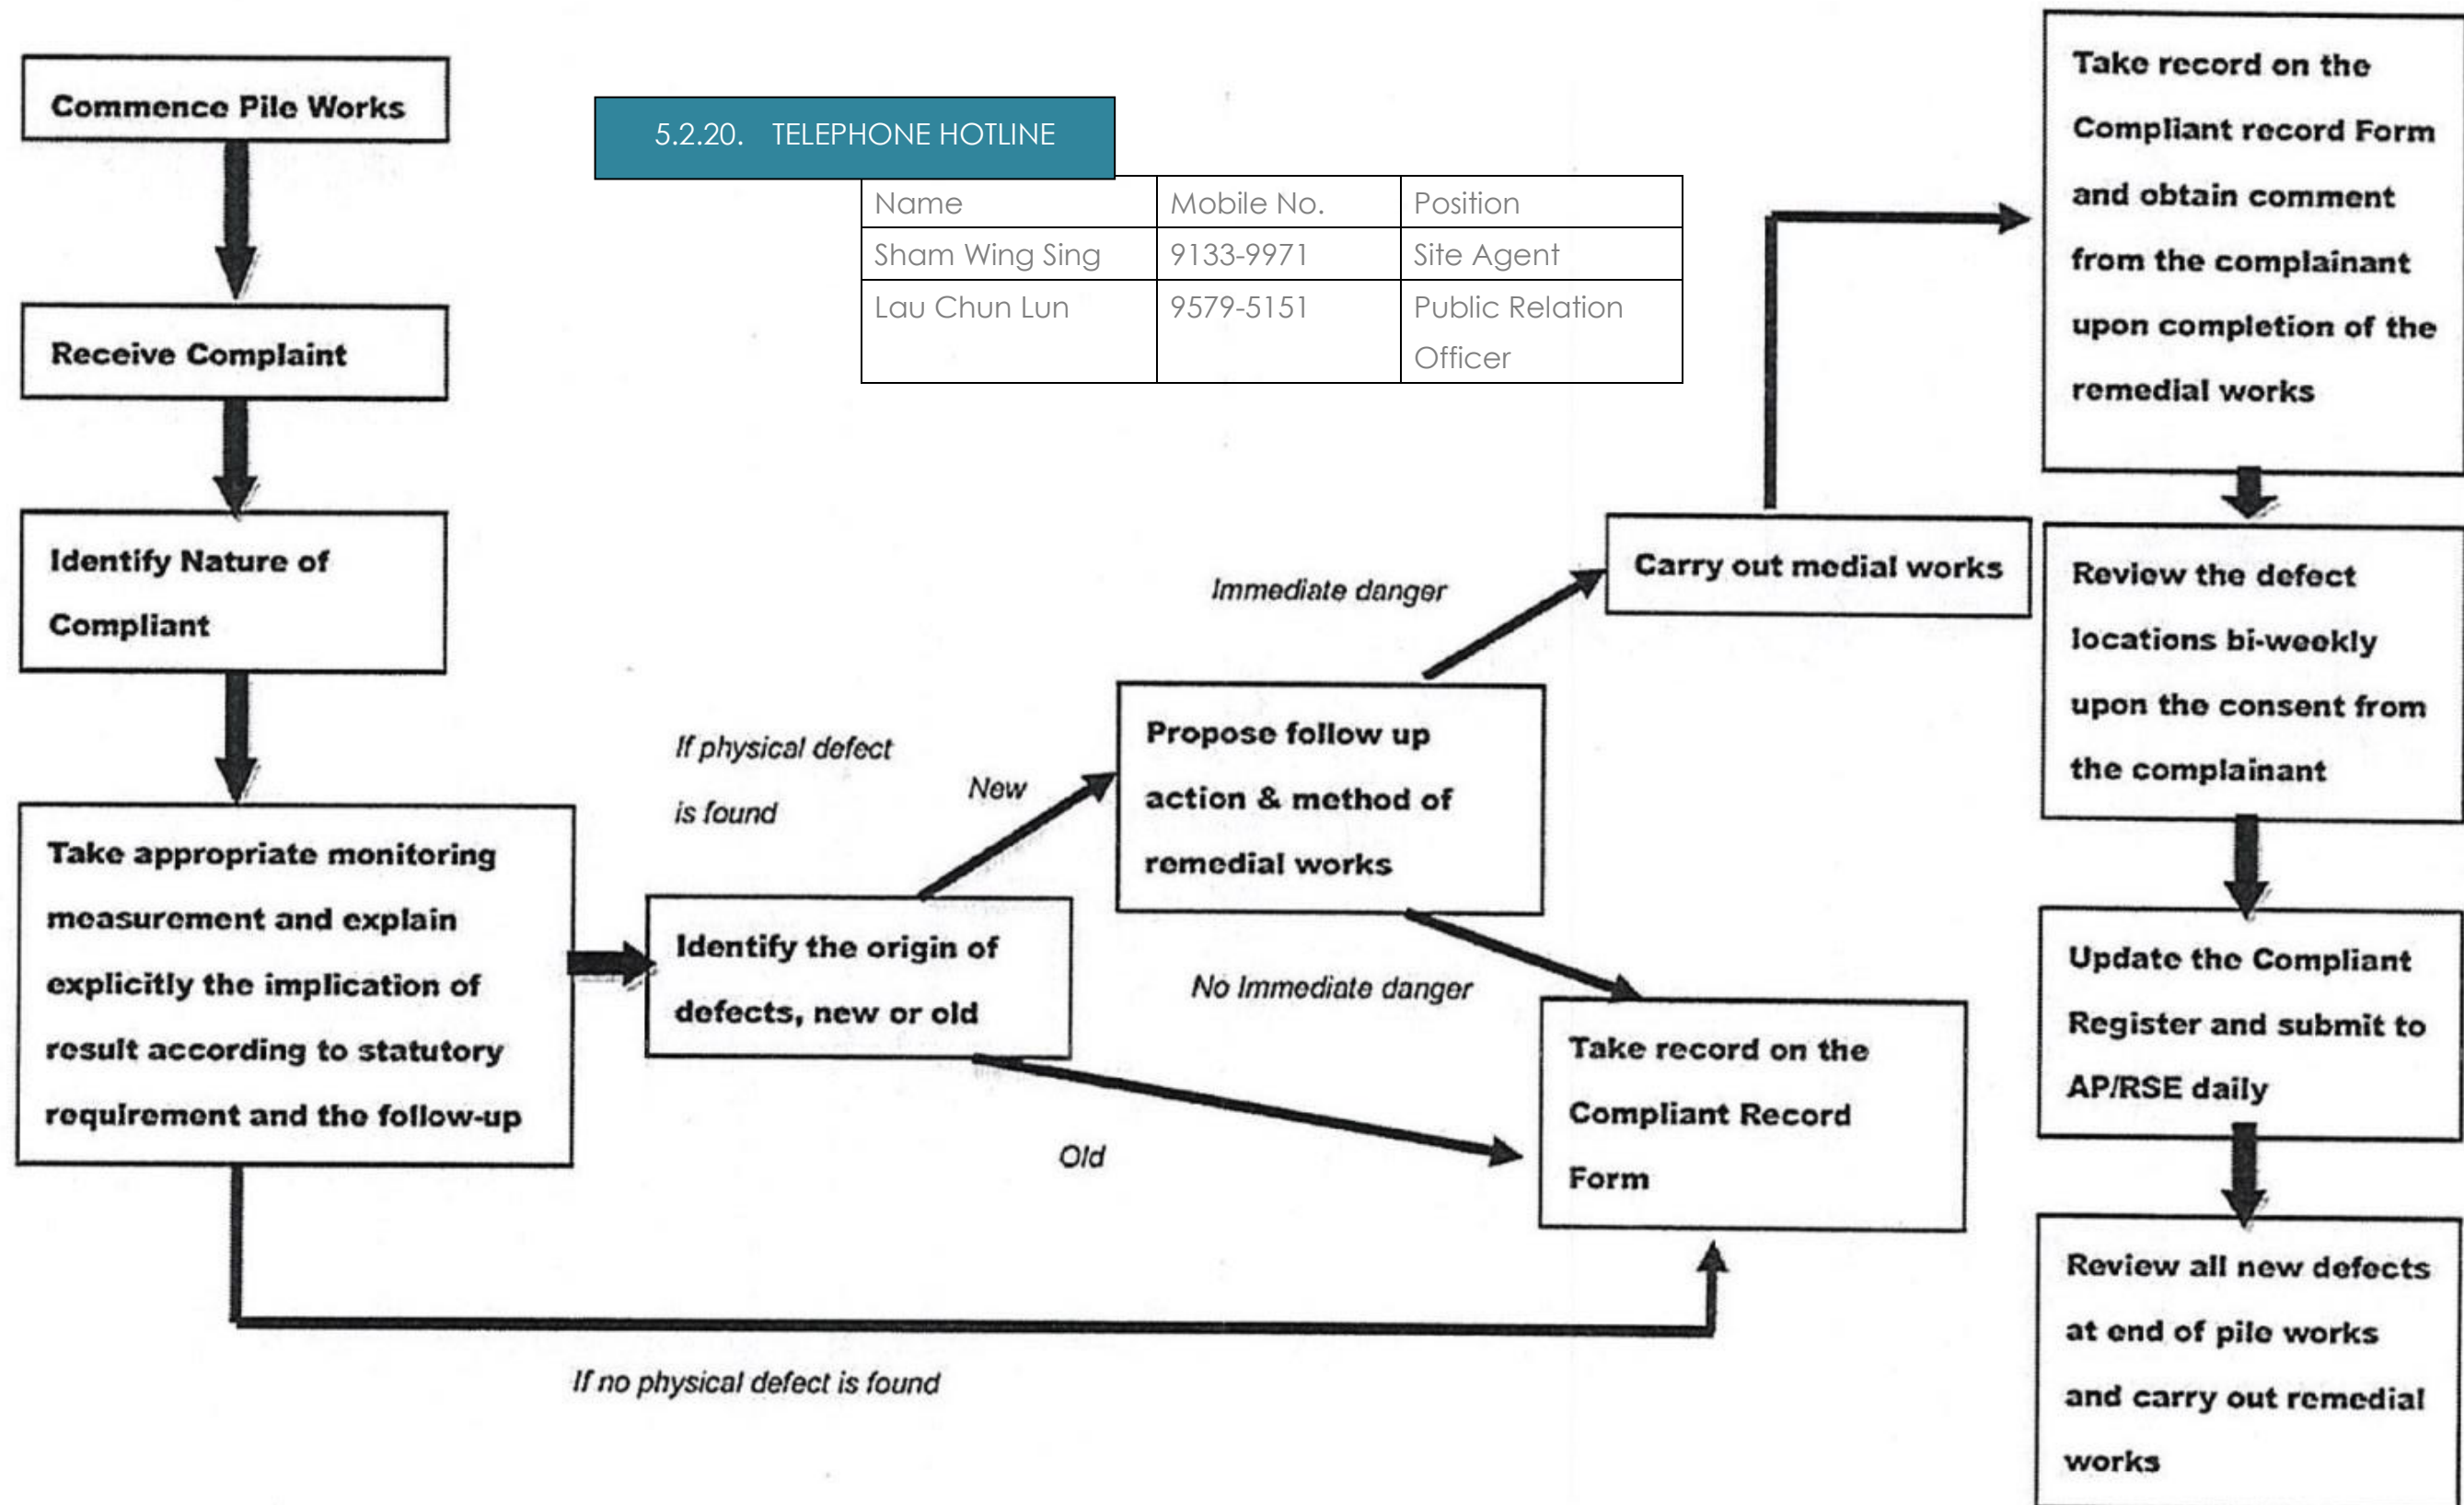 Commence Pile Works
Receive Complaint
Identify Nature of
Compliant
Take appropriate monitoring
measurement and explain
explicitly the implication of
result according to statutory
requirement and the follow-up
5.2.20. TELEPHONE HOTLINE
Name Mobile No. Position
Sham Wing Sing 9133-9971 Site Agent
Lau Chun Lun 9579-5151 Public Relation
Officer
If physical defect
is found
New
Identify the origin of
defects, new or old
Old
If no physical defect is found
Immediate danger
Propose follow up
action & method of
remedial works
No Immediate danger
Carry out medial works
Take record on the
Compliant Record
Form
Take record on the
Compliant record Form
and obtain comment
from the complainant
upon completion of the
remedial works
Review the defect
locations bi-weekly
upon the consent from
the complainant
Update the Compliant
Register and submit to
AP/RSE daily
Review all new defects
at end of pile works
and carry out remedial
works